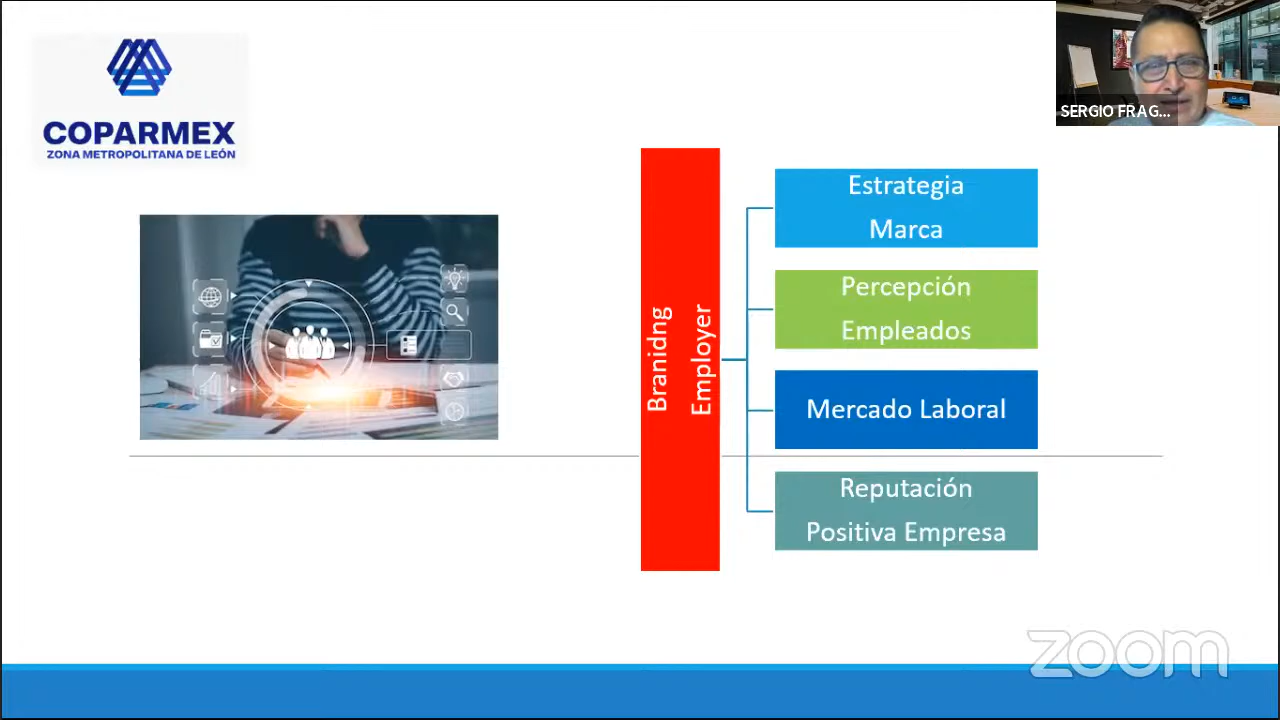 COPARMEX
ZONA METROPOLITANA DE LEÓN
SERGIO FRAG...
Branidng
Employer
Estrategia
Marca
Percepción
Empleados
Mercado Laboral
Reputación
Positiva Empresa
zoom